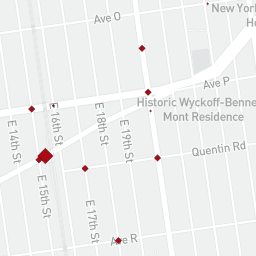 New York
Ave O
H
Ave P
Historic Wyckoff-Benne
Mont Residence
E 14th St
E 16th St
E 18th St
E 19th St
Quentin Rd
E 15th St
E 17th St
Ave R